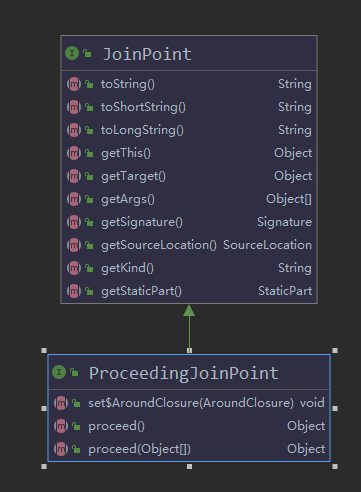 JoinPoint
toString() String
toShortString() String
toLongString() String
getThis() Object
getTarget() Object
getArgs() Object[]
getSignature() Signature
getSourceLocation() SourceLocation
getKind() String
getStaticPart() StaticPart
ProceedingJoinPoint
set$AroundClosure(AroundClosure) void
proceed() Object
proceed(Object[]) Object